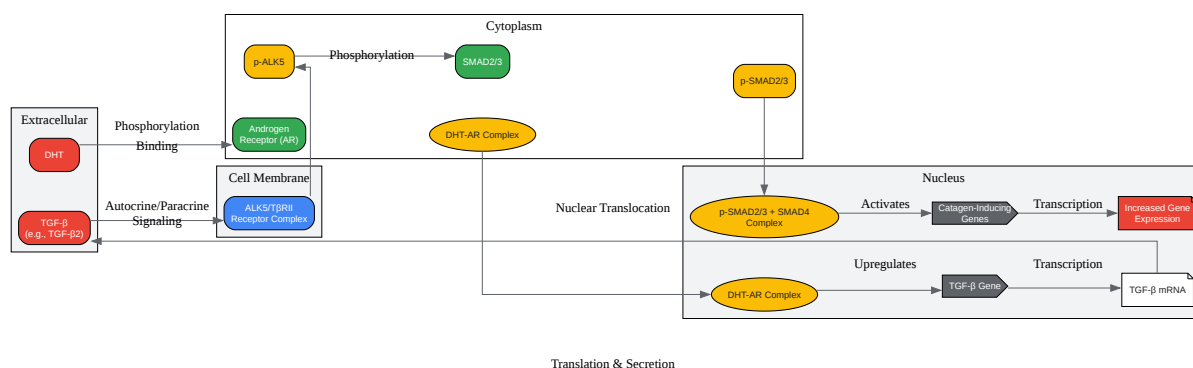 Cytoplasm
p-ALK5
Phosphorylation
SMAD2/3
p-SMAD2/3
Extracellular
DHT
Phosphorylation
Binding
Androgen
Receptor (AR)
DHT-AR Complex
Cell Membrane
ALK5/TβRII
Receptor Complex
TGF-β
(e.g., TGF-β2)
Autocrine/Paracrine
Signaling
Nuclear Translocation
Nucleus
p-SMAD2/3 + SMAD4
Complex
Activates
Catagen-Inducing
Genes
Transcription
Increased Gene
Expression
DHT-AR Complex
Upregulates
TGF-β Gene
Transcription
TGF-β mRNA
Translation & Secretion